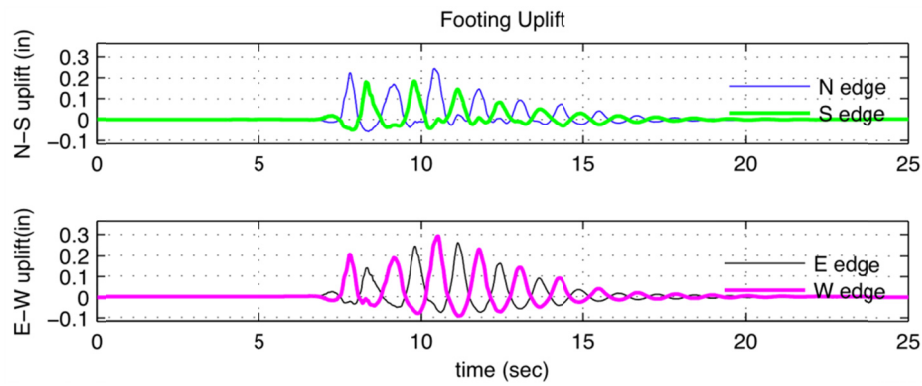 Footing Uplift
N−S uplift (in)
0.3
0.2
0.1
0
−0.1
N edge
S edge
0 5 10 15 20 25
E−W uplift(in)
0.3
0.2
0.1
0
−0.1
E edge
W edge
0 5 10 15 20 25
time (sec)